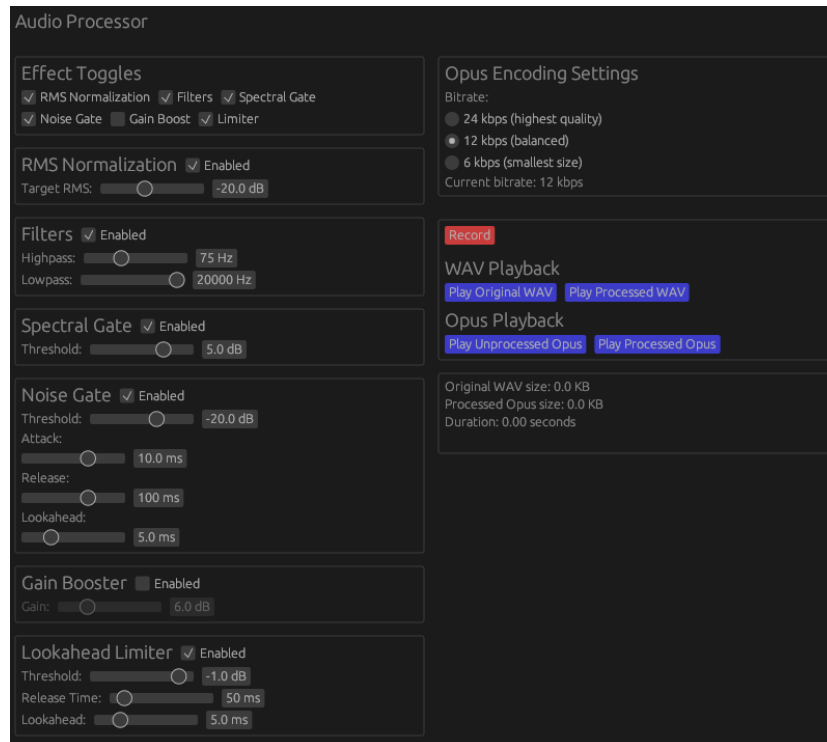 Audio Processor
Effect Toggles
RMS Normalization Filters Spectral Gate
Noise Gate Gain Boost Limiter
RMS Normalization Enabled
Target RMS: -20.0 dB
Filters Enabled
Highpass: 75 Hz
Lowpass: 20000 Hz
Spectral Gate Enabled
Threshold: 5.0 dB
Noise Gate Enabled
Threshold: -20.0 dB
Attack:
10.0 ms
Release:
100 ms
Lookahead:
5.0 ms
Gain Booster Enabled
Gain: 6.0 dB
Lookahead Limiter Enabled
Threshold: -1.0 dB
Release Time: 50 ms
Lookahead: 5.0 ms
Opus Encoding Settings
Bitrate:
24 kbps (highest quality)
12 kbps (balanced)
6 kbps (smallest size)
Current bitrate: 12 kbps
Record
WAV Playback
Play Original WAV Play Processed WAV
Opus Playback
Play Unprocessed Opus Play Processed Opus
Original WAV size: 0.0 KB
Processed Opus size: 0.0 KB
Duration: 0.00 seconds